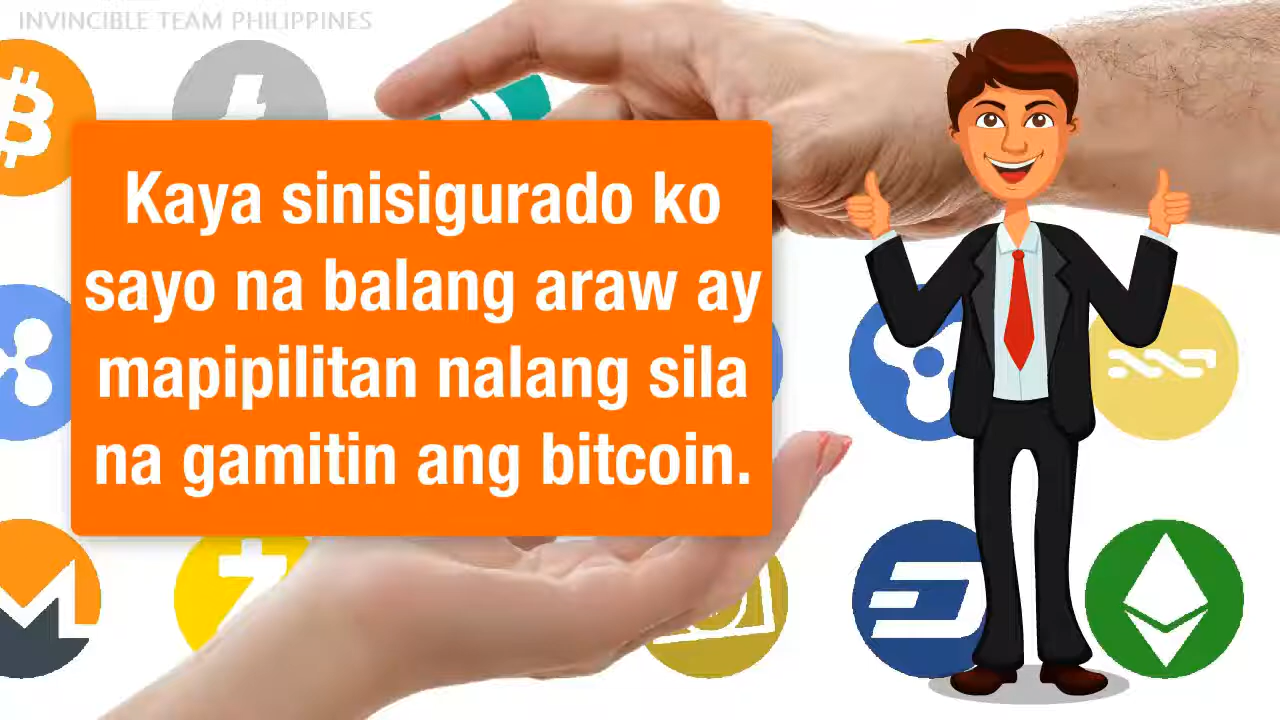 INVINCIBLE TEAM PHILIPPINES
Kaya sinisigurado ko
sayo na balang araw ay
mapipilitan nalang sila
na gamitin ang bitcoin.